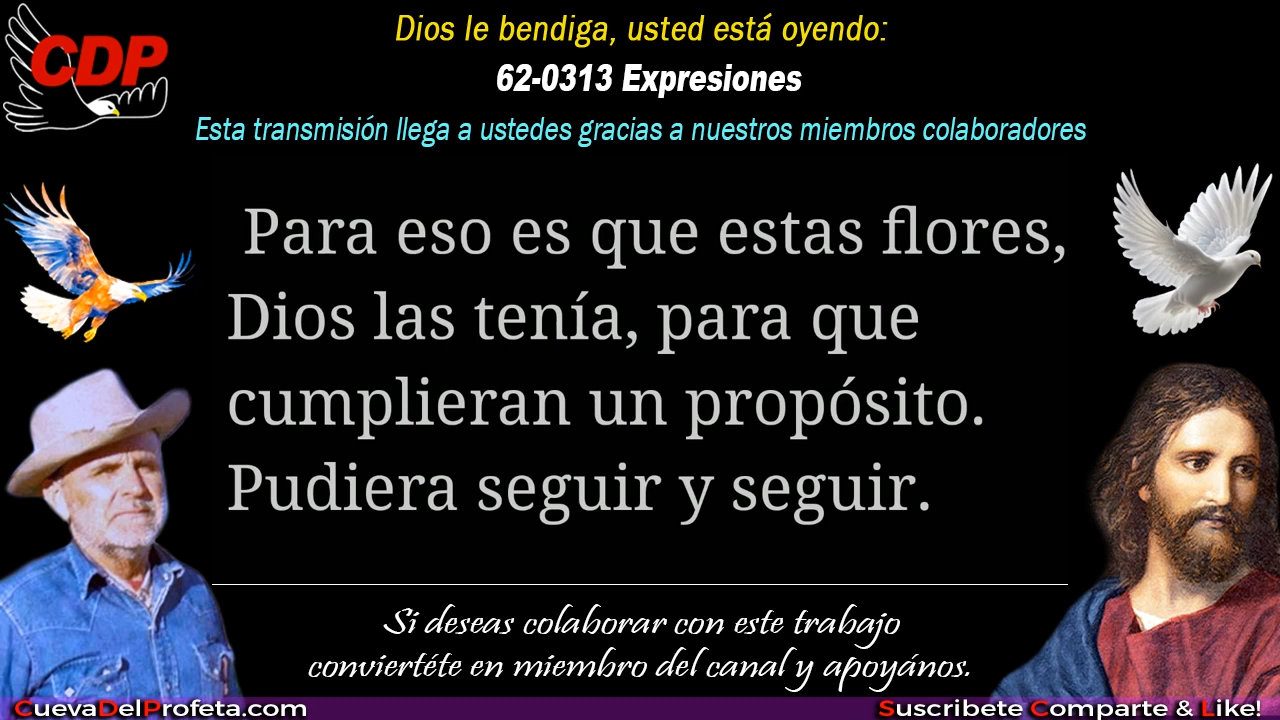 CDP
Dios le bendiga, usted está oyendo:
62-0313 Expresiones
Esta transmisión llega a ustedes gracias a nuestros miembros colaboradores
Para eso es que estas flores,
Dios las tenía, para que
cumplieran un propósito.
Pudiera seguir y seguir.
Si deseas colaborar con este trabajo
conviertéte en miembro del canal y apoyános.
CuevaDelProfeta.com
Suscribete Comparte & Like!